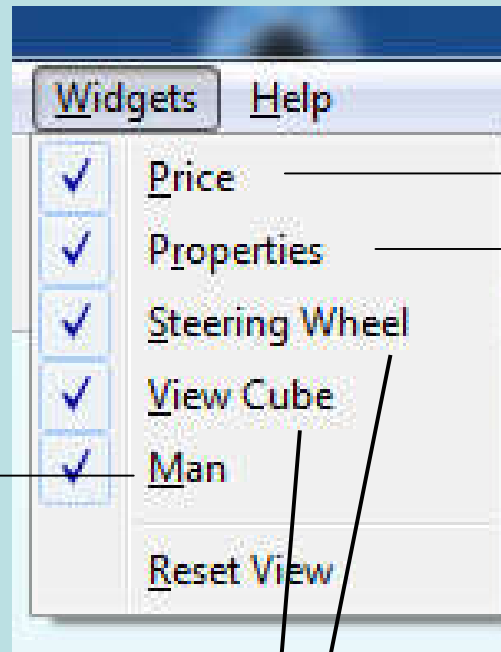 Widgets Help
Price
Properties
Steering Wheel
View Cube
Man
Reset View